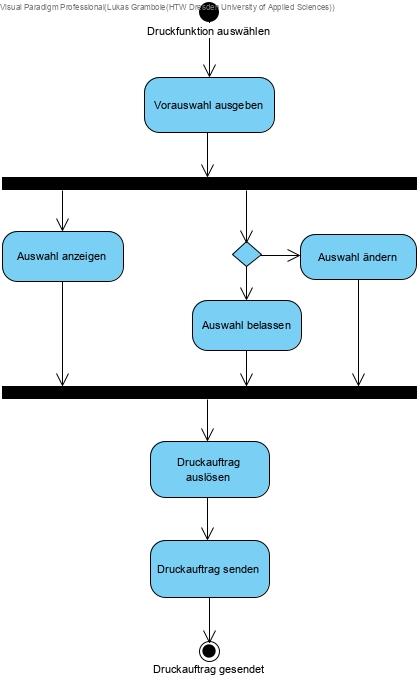 Visual Paradigm Professional(Lukas Grambole(HTW Dresden University of Applied Sciences))
Druckfunktion auswählen
Vorauswahl ausgeben
Auswahl anzeigen
Auswahl ändern
Auswahl belassen
Druckauftrag
auslösen
Druckauftrag senden
Druckauftrag gesendet